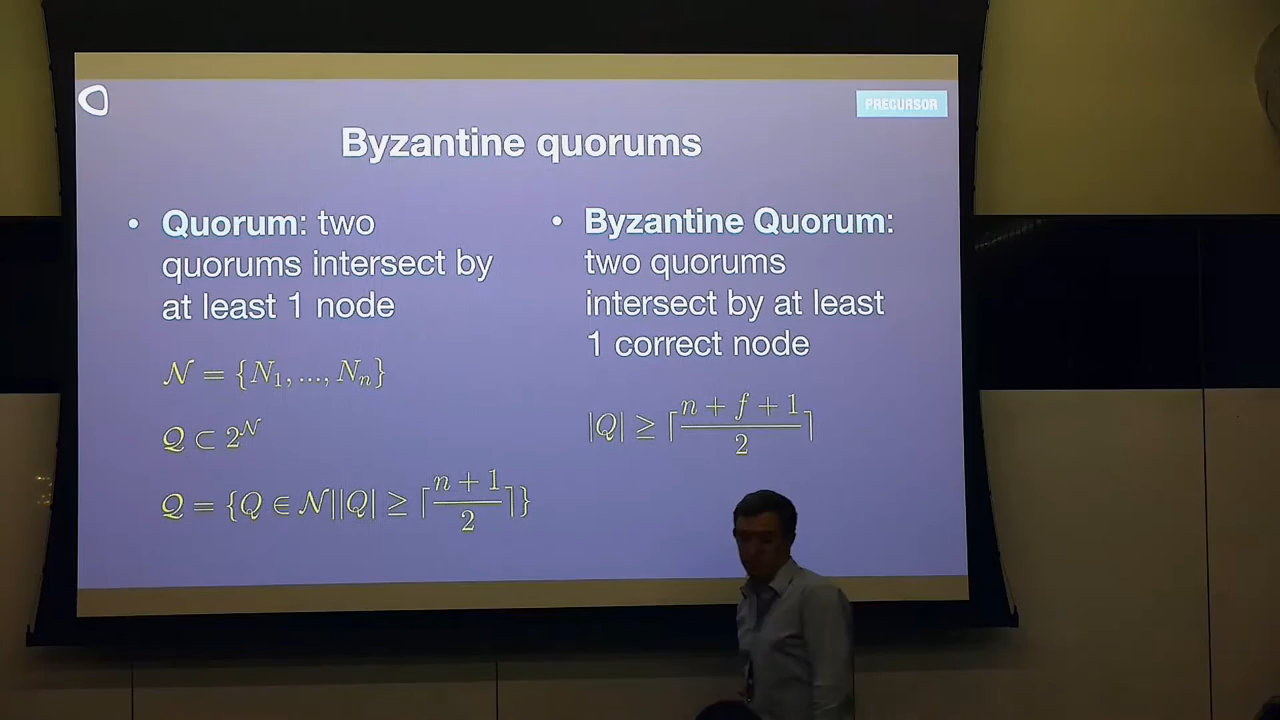 PRECURSOR
Byzantine quorums
• Quorum: two
quorums intersect by
at least 1 node
𝒩 = {N₁, ..., Nₙ}
𝒬 ⊂ 2^𝒩
𝒬 = {Q ∈ 𝒩||Q| ≥ ⌈(n + 1)/2⌉}
• Byzantine Quorum:
two quorums
intersect by at least
1 correct node
|Q| ≥ ⌈(n + f + 1)/2⌉